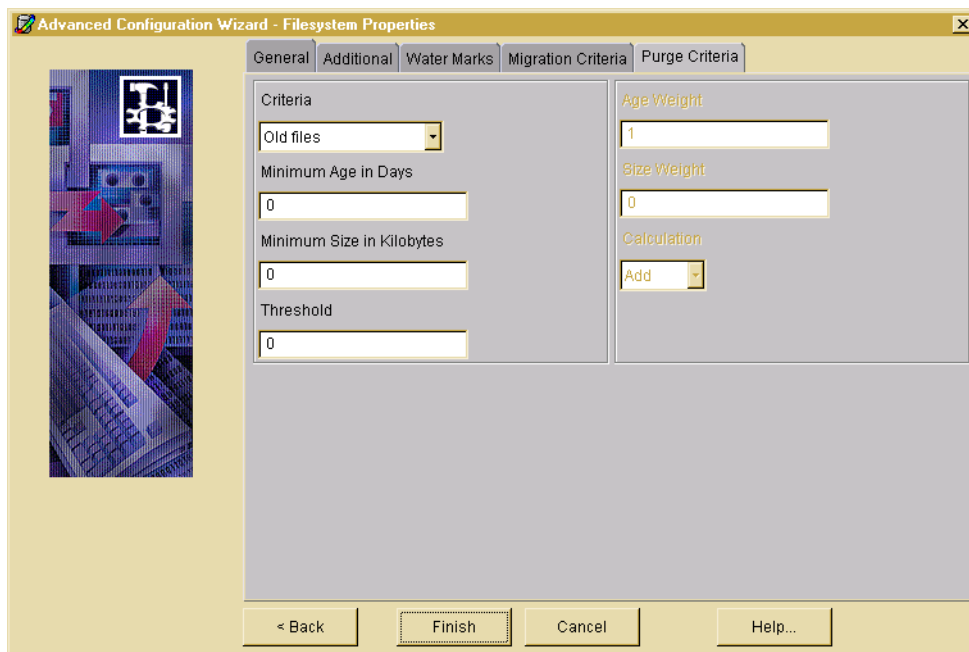 Advanced Configuration Wizard - Filesystem Properties
General Additional Water Marks Migration Criteria Purge Criteria
Criteria
Old files
Minimum Age in Days
0
Minimum Size in Kilobytes
0
Threshold
0
Age Weight
1
Size Weight
0
Calculation
Add
< Back Finish Cancel Help...